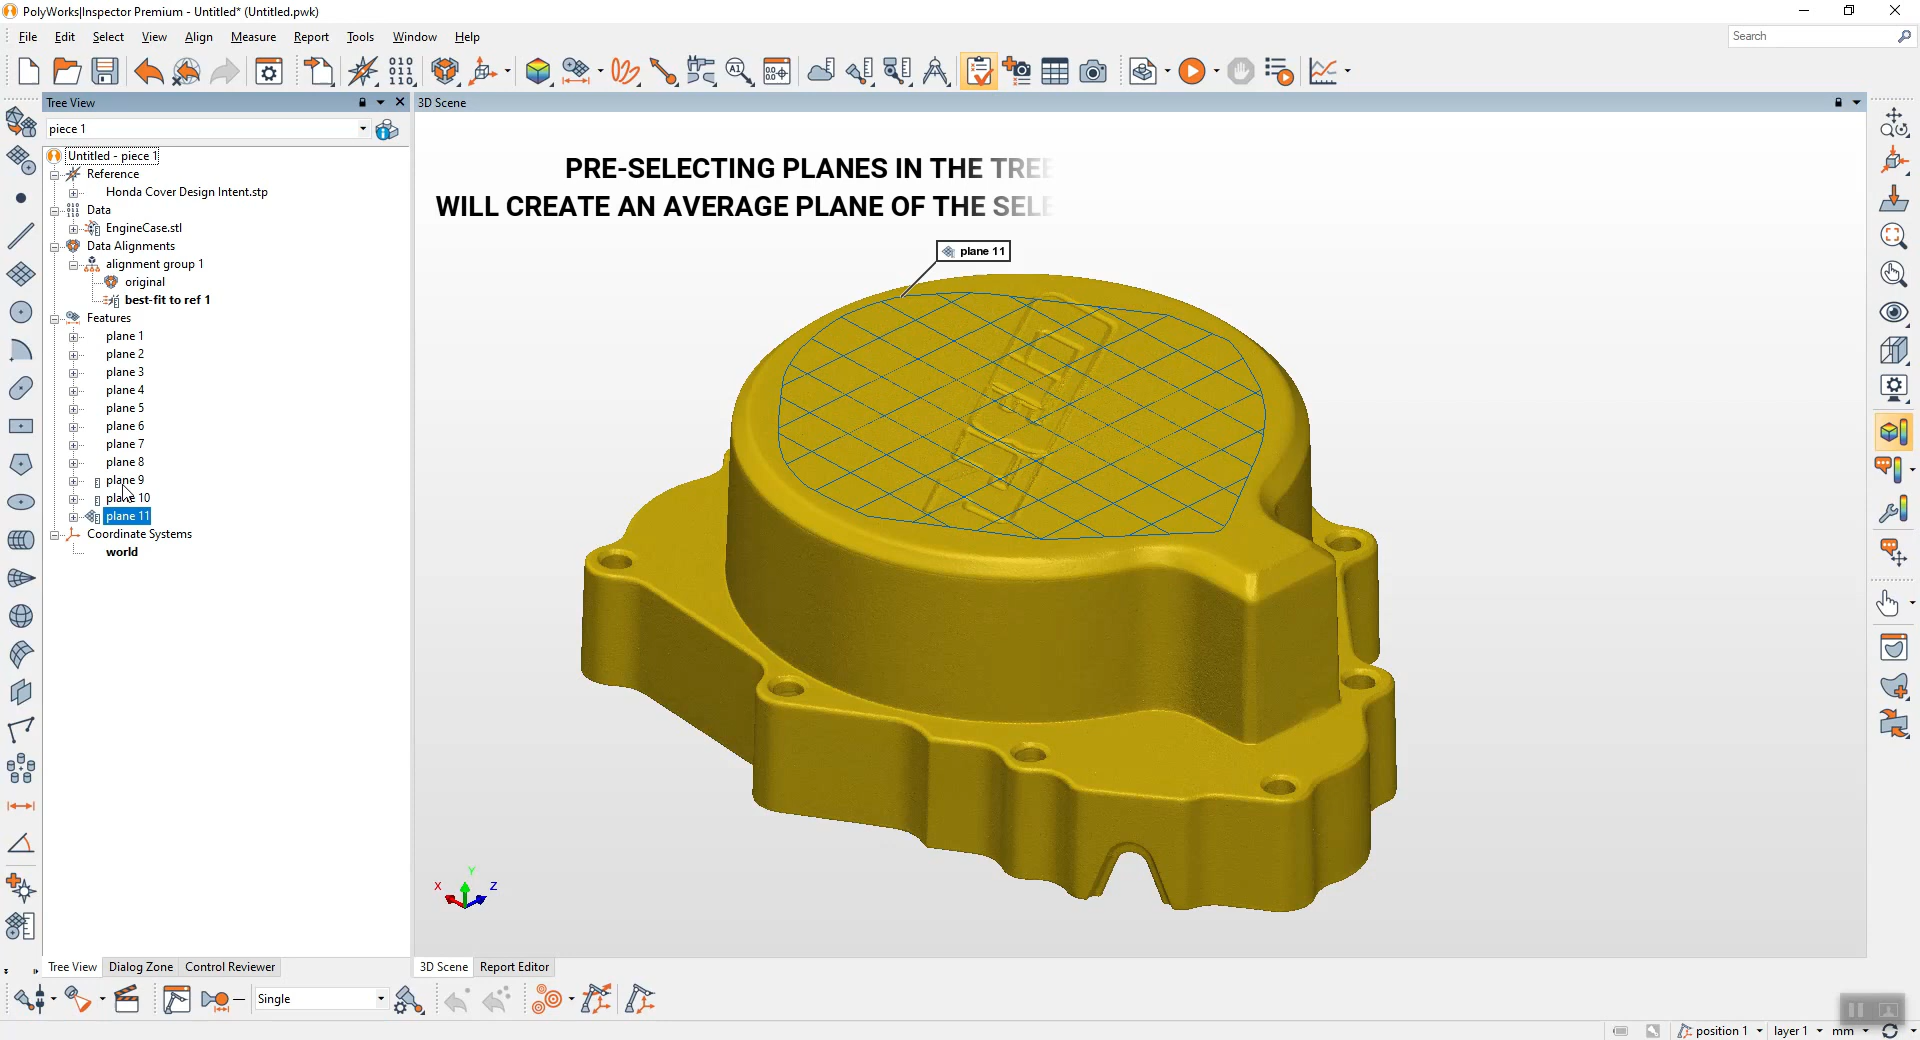 PolyWorks|Inspector Premium - Untitled* (Untitled.pwk)
File Edit Select View Align Measure Report Tools Window Help
Search
Tree View
3D Scene
piece 1
Untitled - piece 1
Reference
Honda Cover Design Intent.stp
Data
EngineCase.stl
Data Alignments
alignment group 1
original
best-fit to ref 1
Features
plane 1
plane 2
plane 3
plane 4
plane 5
plane 6
plane 7
plane 8
plane 9
plane 10
plane 11
Coordinate Systems
world
PRE-SELECTING PLANES IN THE TREE
WILL CREATE AN AVERAGE PLANE OF THE SELE
plane 11
Y
X
Z
Tree View Dialog Zone Control Reviewer
3D Scene Report Editor
Single
position 1 layer 1 mm